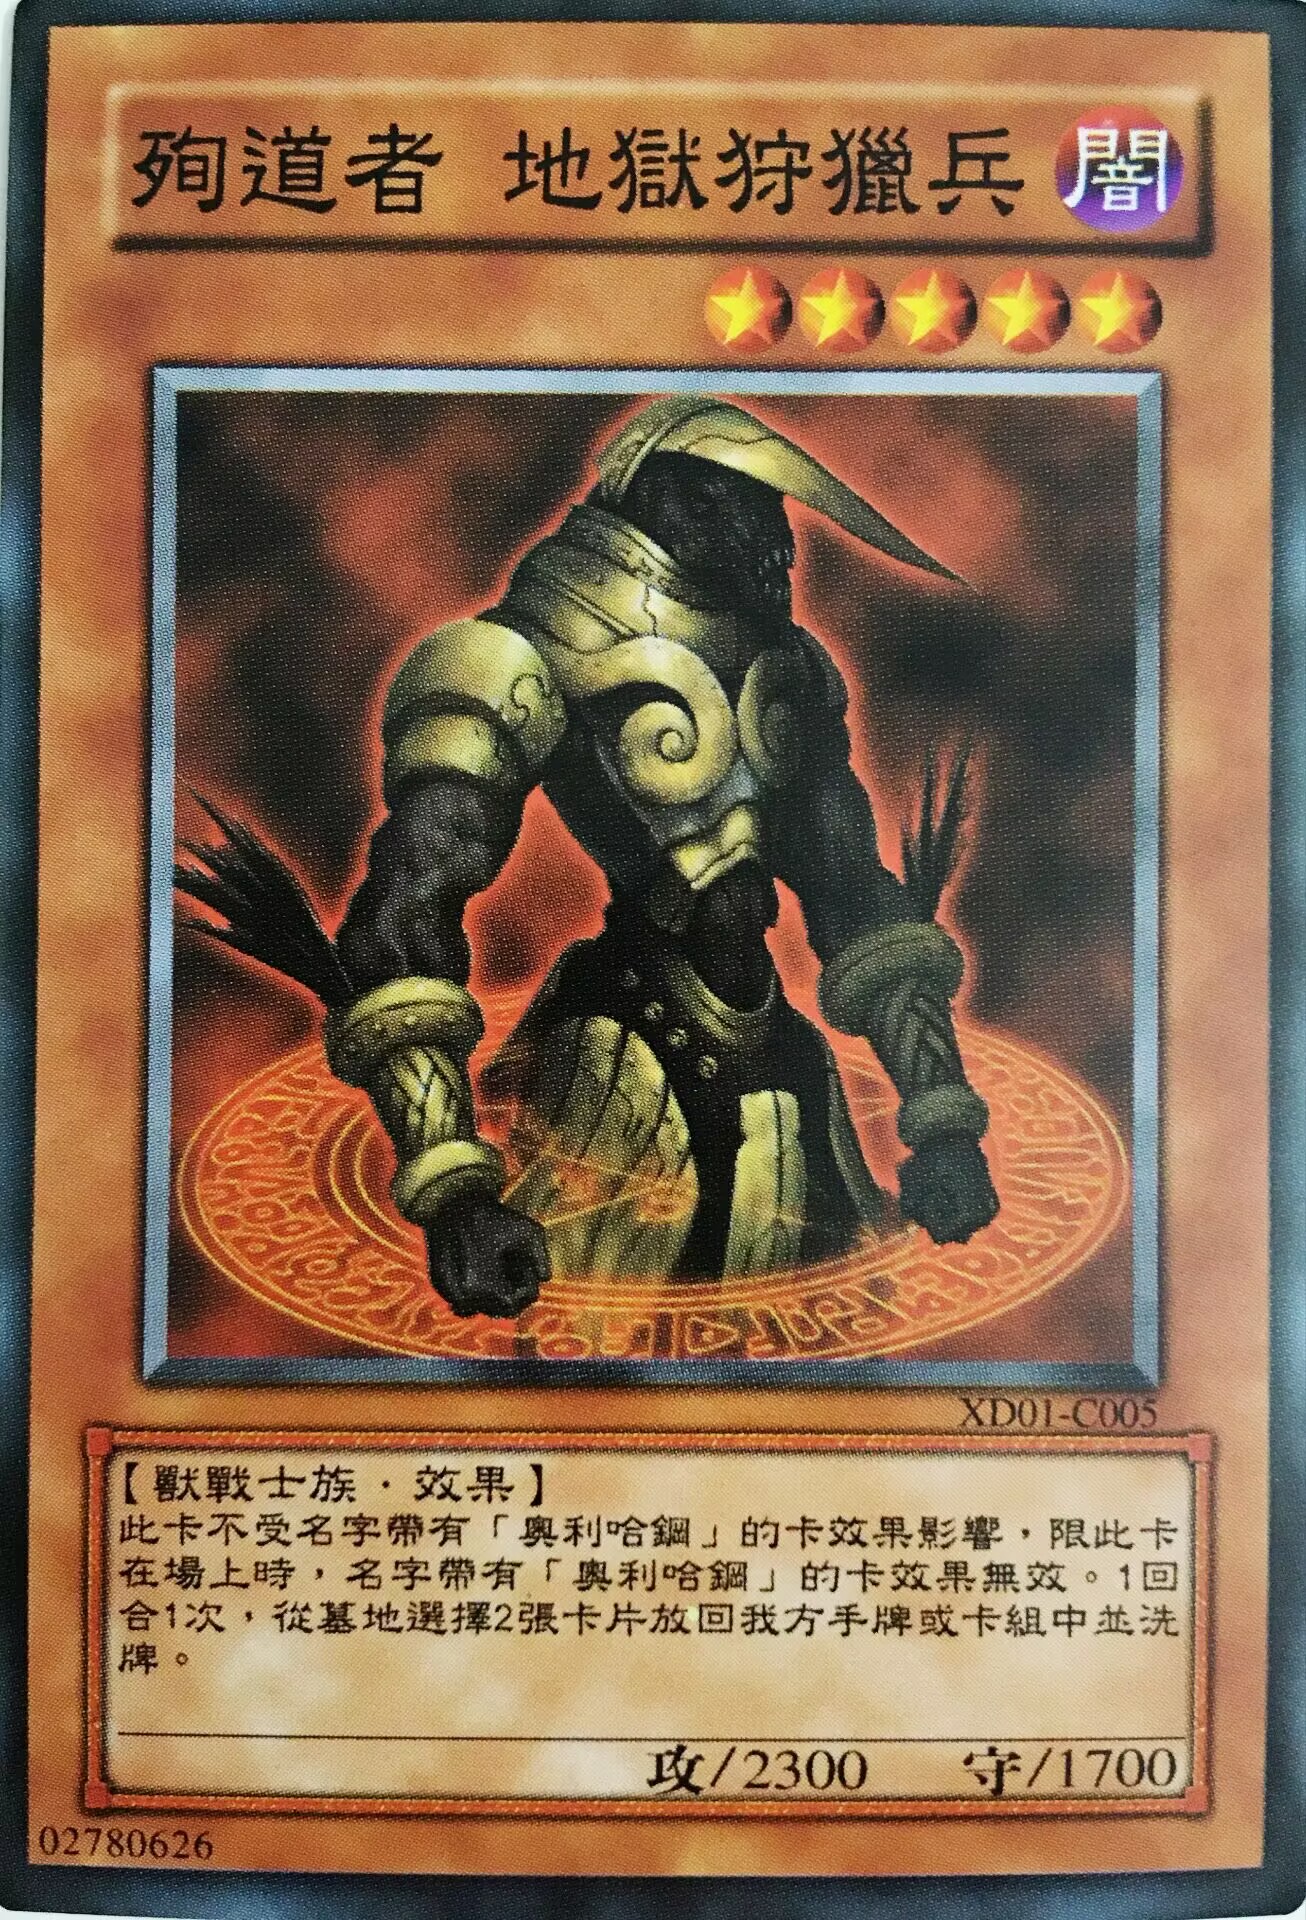 殉道者 地獄狩獵兵 闇
XD01-C005
【獸戰士族·效果】
此卡不受名字帶有「奧利哈鋼」的卡效果影響，限此卡
在場上時，名字帶有「奧利哈鋼」的卡效果無效。1回
合1次，從墓地選擇2張卡片放回我方手牌或卡組中並洗
牌。
攻/2300 守/1700
02780626